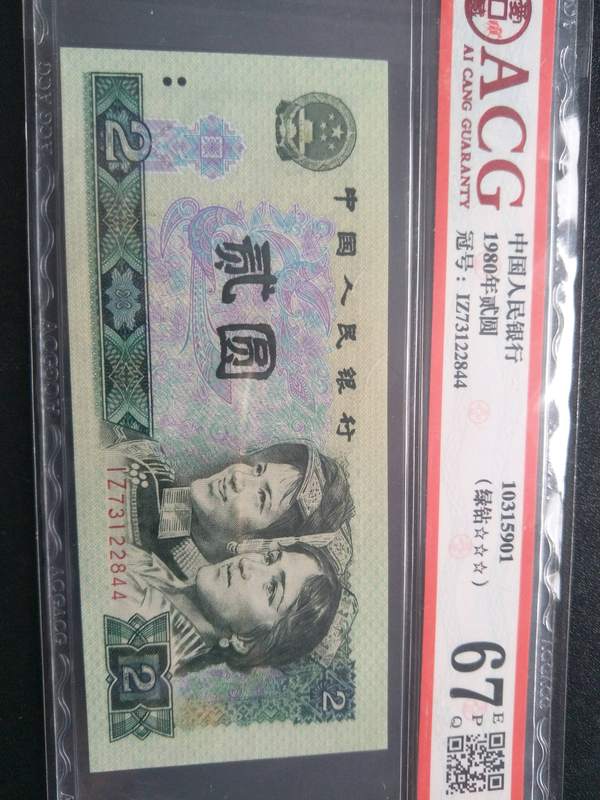 ACG
AI CANG GUARANTY
中国人民银行
1980年贰圆
冠号：IZ73122844
10315901
（绿钻☆☆☆）
67
EPQ
中国人民银行
贰圆
2
IZ73122844
2
2